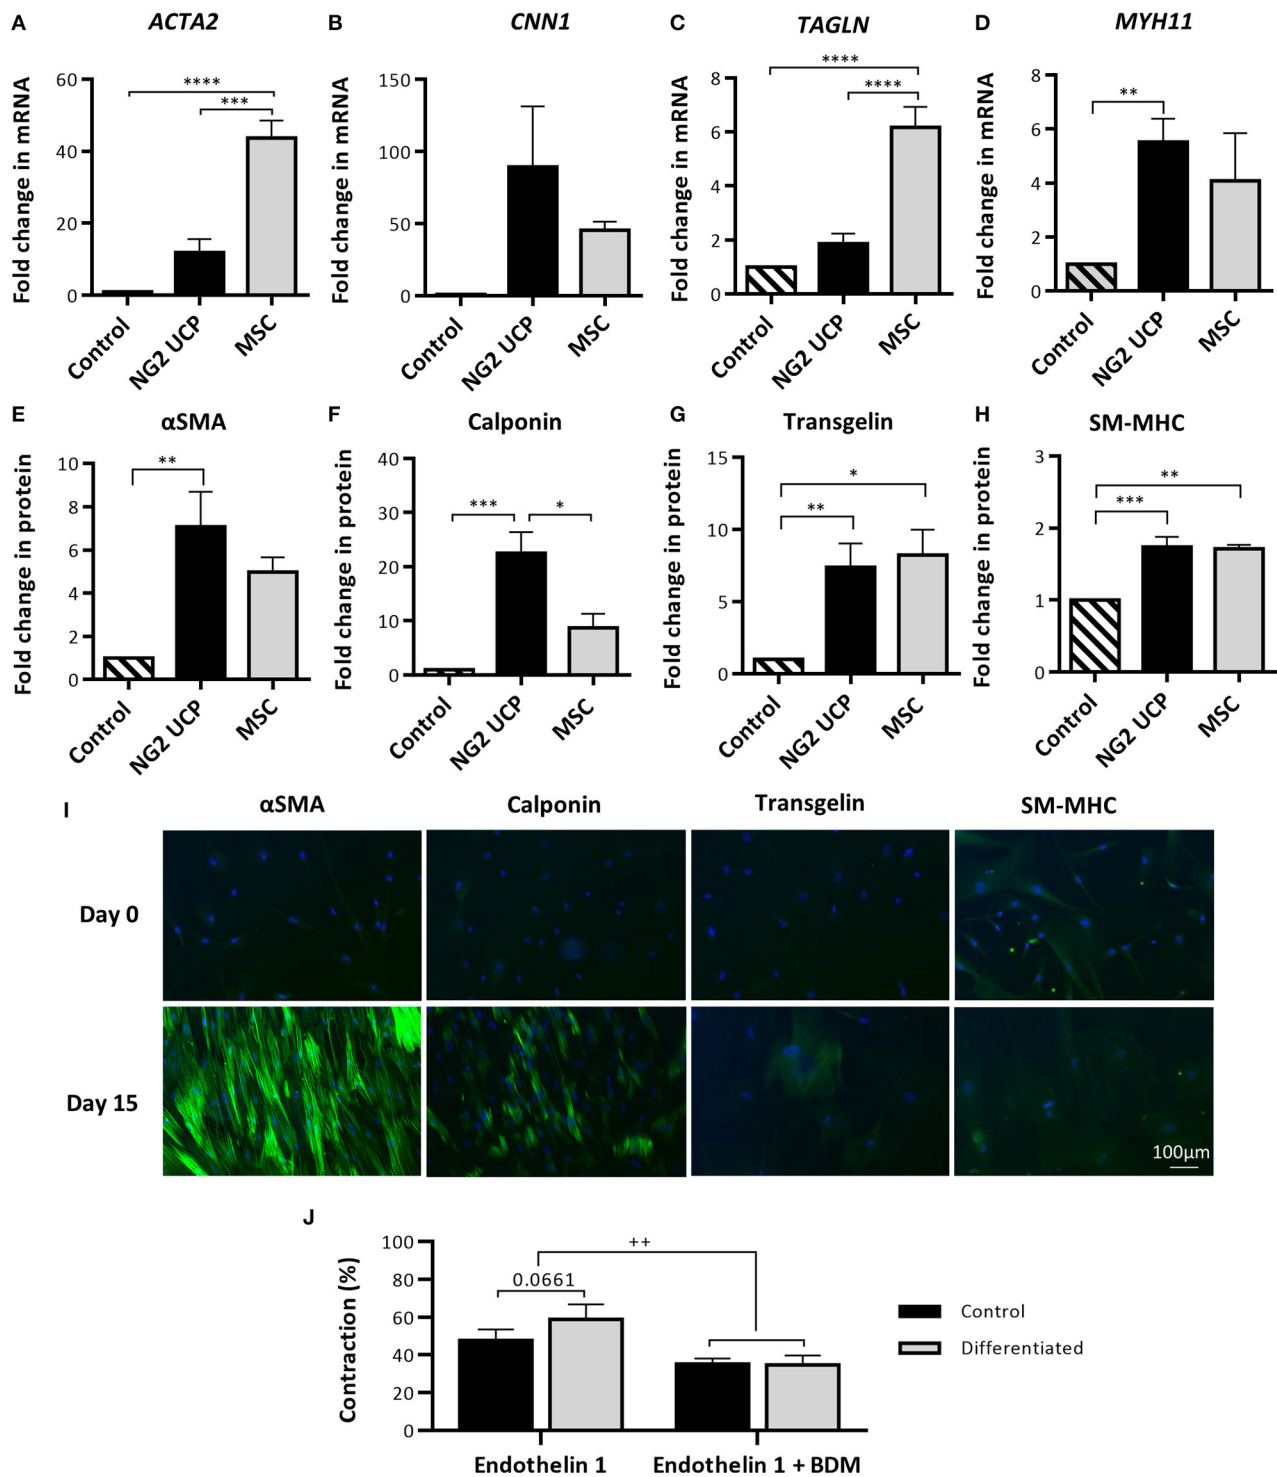 A ACTA2
Fold change in mRNA
60
40
20
0
****
***
Control
NG2 UCP
MSC
B CNN1
Fold change in mRNA
150
100
50
0
Control
NG2 UCP
MSC
C TAGLN
Fold change in mRNA
8
6
4
2
0
****
****
Control
NG2 UCP
MSC
D MYH11
Fold change in mRNA
8
6
4
2
0
**
Control
NG2 UCP
MSC
E αSMA
Fold change in protein
10
8
6
4
2
0
**
Control
NG2 UCP
MSC
F Calponin
Fold change in protein
40
30
20
10
0
*** *
Control
NG2 UCP
MSC
G Transgelin
Fold change in protein
15
10
5
0
*
**
Control
NG2 UCP
MSC
H SM-MHC
Fold change in protein
3
2
1
0
**
***
Control
NG2 UCP
MSC
I αSMA Calponin Transgelin SM-MHC
Day 0
Day 15
100μm
J
Contraction (%)
100
80
60
40
20
0
++
0.0661
Endothelin 1 Endothelin 1 + BDM
Control
Differentiated